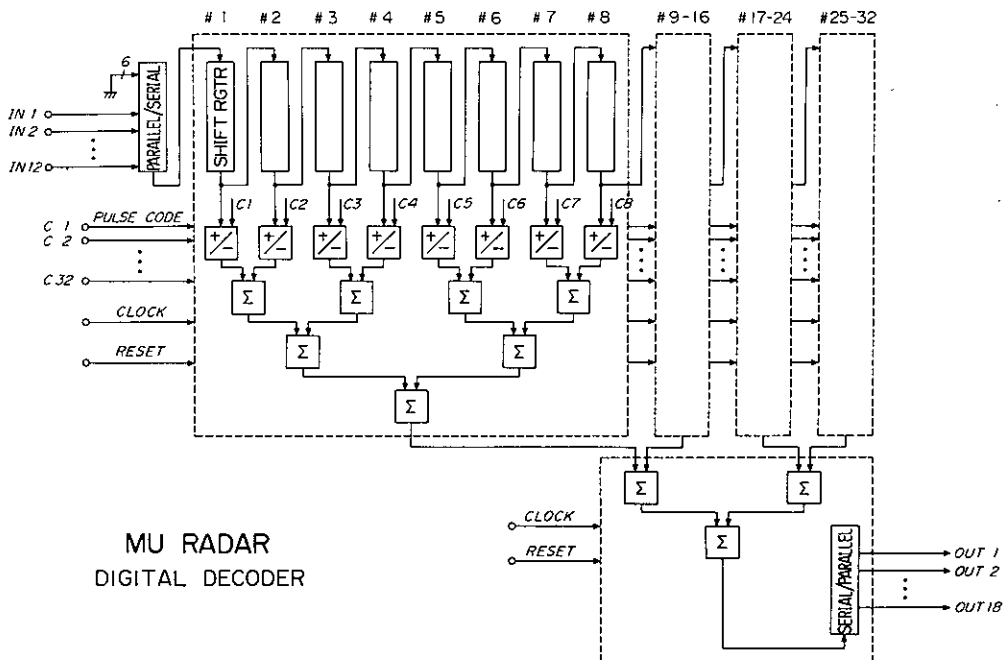 #1 #2 #3 #4 #5 #6 #7 #8 #9-16 #17-24 #25-32
6
PARALLEL/SERIAL
SHIFT RGTR
IN 1
IN 2
IN 12
C1 C2 C3 C4 C5 C6 C7 C8
C 1 PULSE CODE
C 2
+/- +/- +/- +/- +/- +/- +/- +/-
C 32
Σ Σ Σ Σ
CLOCK
Σ Σ
RESET
Σ
Σ Σ
CLOCK
Σ
RESET
SERIAL/PARALLEL
OUT 1
OUT 2
OUT 18
MU RADAR
DIGITAL DECODER